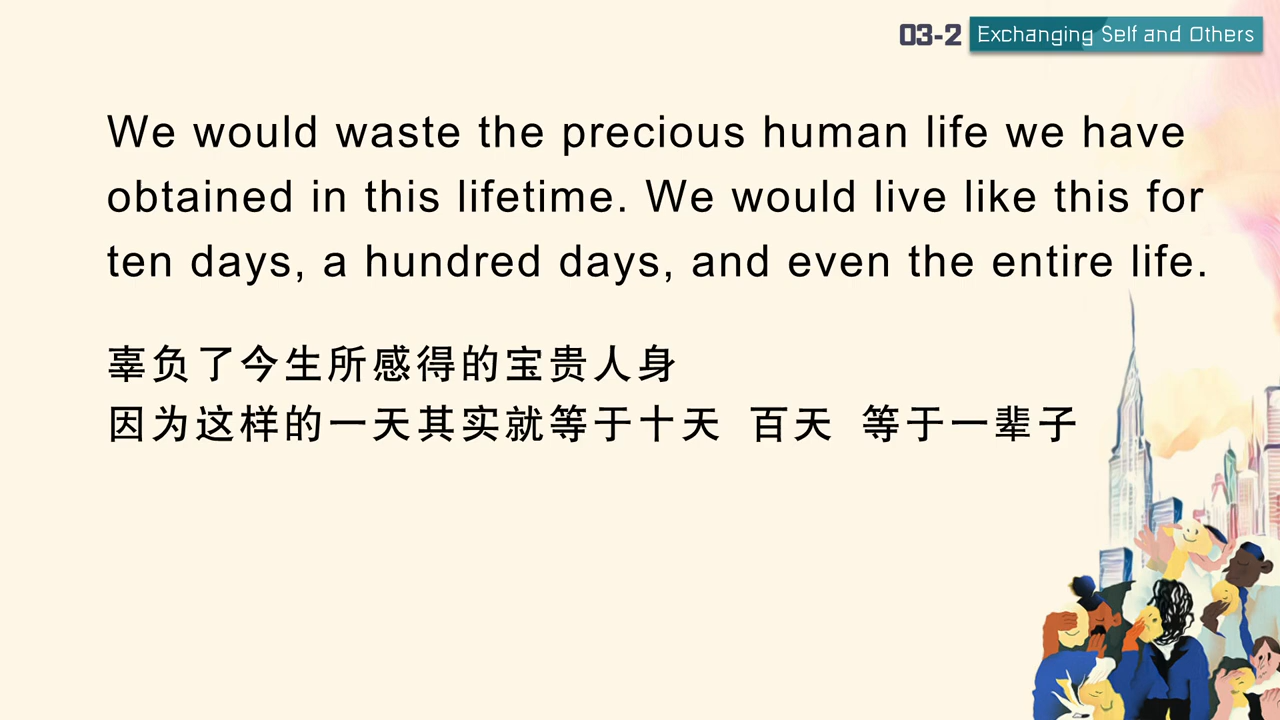 03-2 Exchanging Self and Others
We would waste the precious human life we have
obtained in this lifetime. We would live like this for
ten days, a hundred days, and even the entire life.
辜负了今生所感得的宝贵人身
因为这样的一天其实就等于十天 百天 等于一辈子